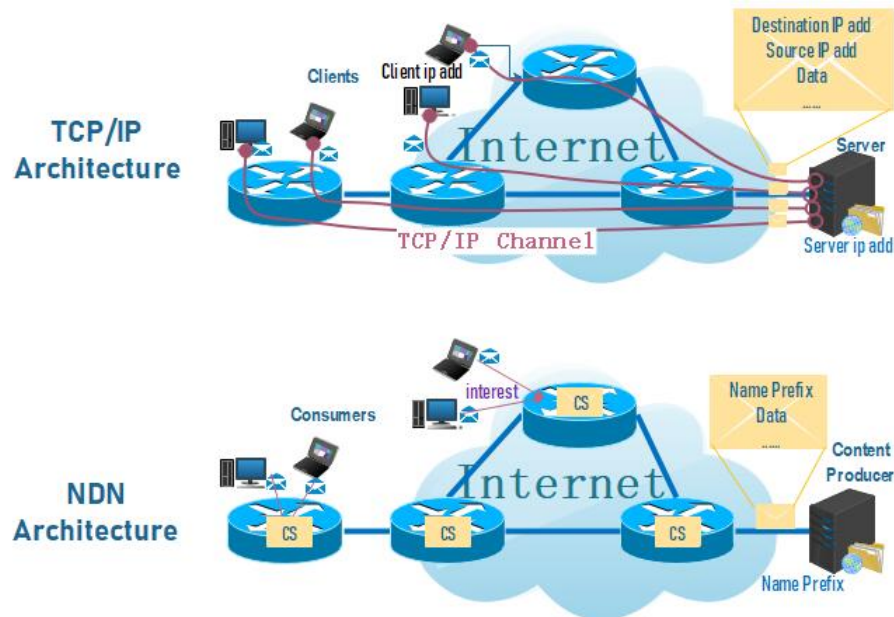 Destination IP add
Source IP add
Data
......
Clients
Client ip add
TCP/IP
Architecture
Internet
Server
TCP/IP Channel
Server ip add
interest
CS
Name Prefix
Data
......
Consumers
Content
Producer
NDN
Architecture
Internet
CS
CS
CS
Name Prefix